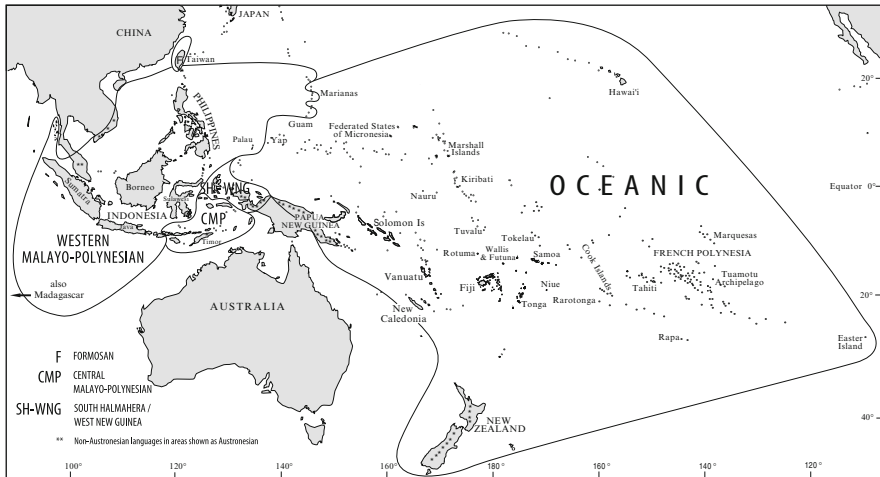 JAPAN
CHINA
Taiwan
F
20°
Hawai'i
Marianas
PHILIPPINES
Guam
Federated States
of Micronesia
Palau
Yap
Marshall
Islands
SH-WNG
OCEANIC
Borneo
Sumatra
Sulawesi
Kiribati
Equator 0°
Nauru
INDONESIA
CMP
PAPUA
NEW GUINEA
Java
Timor
Solomon Is
Tuvalu
Tokelau
Marquesas
WESTERN
MALAYO-POLYNESIAN
Rotuma
Wallis
& Futuna
Samoa
Cook Islands
FRENCH POLYNESIA
Vanuatu
Fiji
Niue
Tahiti
Tuamotu
Archipelago
also
Madagascar
AUSTRALIA
New
Caledonia
Tonga
Rarotonga
20°
Rapa
Easter
Island
F FORMOSAN
CMP CENTRAL
MALAYO-POLYNESIAN
SH-WNG SOUTH HALMAHERA /
WEST NEW GUINEA
NEW
ZEALAND
40°
** Non-Austronesian languages in areas shown as Austronesian
100° 120° 140° 160° 180° 160° 140° 120°